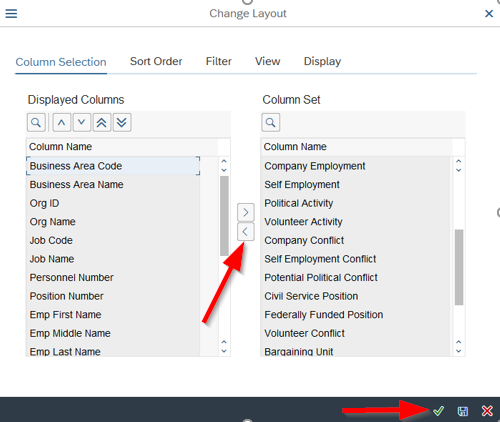 Change Layout
Column Selection Sort Order Filter View Display
Displayed Columns
Column Name
Business Area Code
Business Area Name
Org ID
Org Name
Job Code
Job Name
Personnel Number
Position Number
Emp First Name
Emp Middle Name
Emp Last Name
Column Set
Column Name
Company Employment
Self Employment
Political Activity
Volunteer Activity
Company Conflict
Self Employment Conflict
Potential Political Conflict
Civil Service Position
Federally Funded Position
Volunteer Conflict
Bargaining Unit